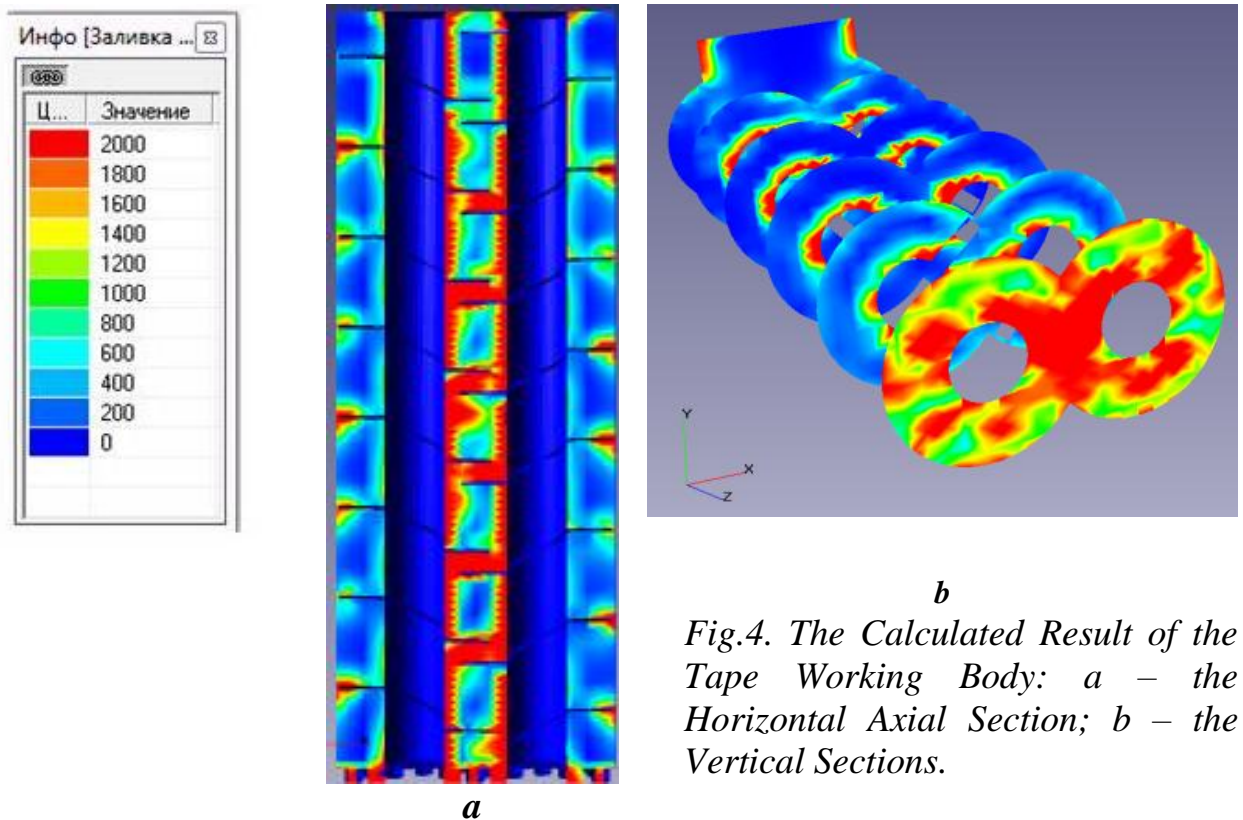 Инфо [Заливка ...
Ц... Значение
2000
1800
1600
1400
1200
1000
800
600
400
200
0
Y
X
Z
a
b
Fig.4. The Calculated Result of the
Tape Working Body: a – the
Horizontal Axial Section; b – the
Vertical Sections.